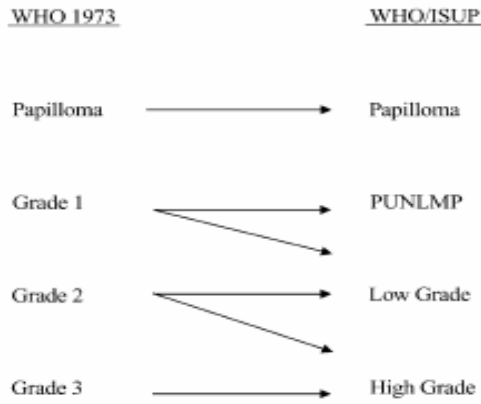 WHO 1973 WHO/ISUP
Papilloma Papilloma
Grade 1 PUNLMP
Grade 2 Low Grade
Grade 3 High Grade